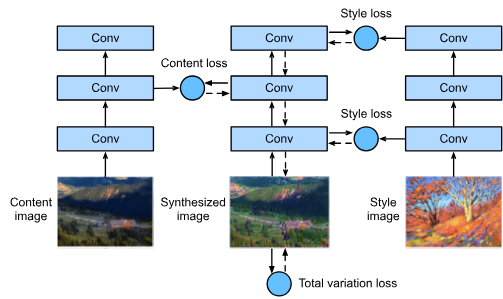 Style loss
Conv
Conv
Conv
Content loss
Conv
Conv
Conv
Style loss
Conv
Conv
Conv
Content
image
Synthesized
image
Style
image
Total variation loss